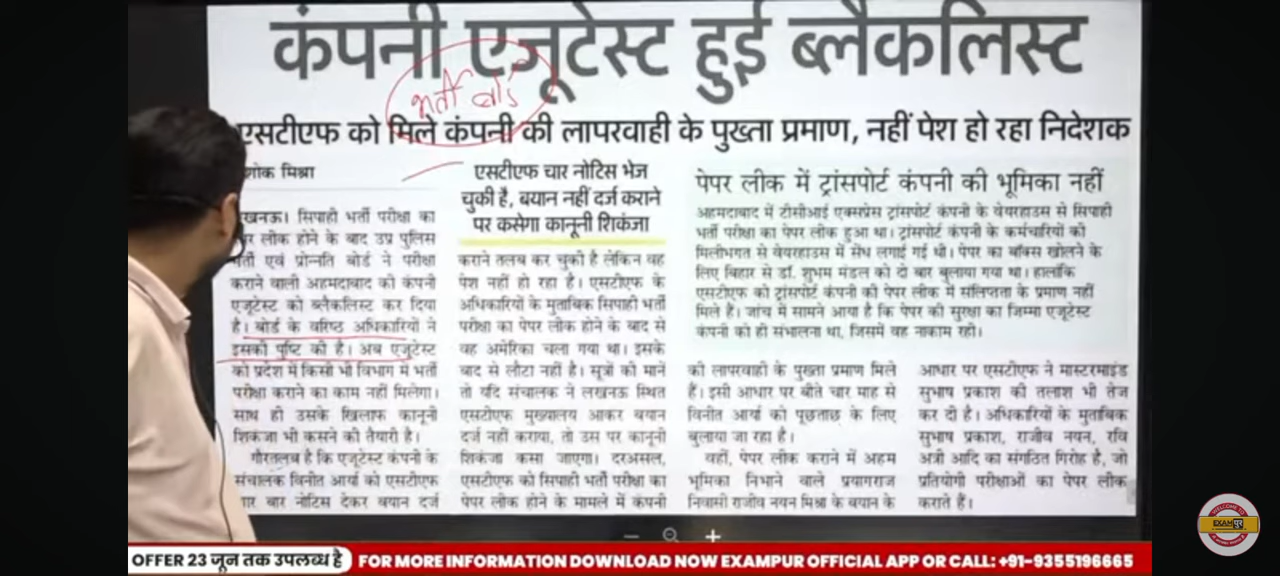 कंपनी एजूटेस्ट हुई ब्लैकलिस्ट
भर्ती बोर्ड
एसटीएफ को मिले कंपनी की लापरवाही के पुख्ता प्रमाण, नहीं पेश हो रहा निदेशक
मिश्रा
लखनऊ। सिपाही भर्ती परीक्षा का
लीक होने के बाद उप्र पुलिस
एवं प्रोन्नति बोर्ड ने परीक्षा
कराने वाली अहमदाबाद की कंपनी
एजूटेस्ट को ब्लैकलिस्ट कर दिया
है। बोर्ड के वरिष्ठ अधिकारियों ने
इसकी पुष्टि की है। अब एजुटेस्ट
को प्रदेश में किसी भी विभाग में भर्ती
परीक्षा कराने का काम नहीं मिलेगा।
साथ ही उसके खिलाफ कानूनी
शिकंजा भी कसने की तैयारी है।
गौरतलब है कि एजूटेस्ट कंपनी के
संचालक विनीत आर्या को एसटीएफ
बार नोटिस देकर बयान दर्ज
एसटीएफ चार नोटिस भेज
चुकी है, बयान नहीं दर्ज कराने
पर कसेगा कानूनी शिकंजा
कराने तलब कर चुकी है लेकिन वह
पेश नहीं हो रहा है। एसटीएफ के
अधिकारियों के मुताबिक सिपाही भर्ती
परीक्षा का पेपर लीक होने के बाद से
वह अमेरिका चला गया था। इसके
बाद से लौटा नहीं है। सूत्रों की मानें
तो यदि संचालक ने लखनऊ स्थित
एसटीएफ मुख्यालय आकर बयान
दर्ज नहीं कराया, तो उस पर कानूनी
शिकंजा कसा जाएगा। दरअसल,
एसटीएफ को सिपाही भर्ती परीक्षा का
पेपर लीक होने के मामले में कंपनी
पेपर लीक में ट्रांसपोर्ट कंपनी की भूमिका नहीं
अहमदाबाद में टीसीआई एक्सप्रेस ट्रांसपोर्ट कंपनी के वेयरहाउस से सिपाही
भर्ती परीक्षा का पेपर लीक हुआ था। ट्रांसपोर्ट कंपनी के कर्मचारियों की
मिलीभगत से वेयरहाउस में सेंध लगाई गई थी। पेपर का बॉक्स खोलने के
लिए बिहार से डॉ. शुभम मंडल को दो बार बुलाया गया था। हालांकि
एसटीएफ को ट्रांसपोर्ट कंपनी की पेपर लीक में संलिप्तता के प्रमाण नहीं
मिले हैं। जांच में सामने आया है कि पेपर की सुरक्षा का जिम्मा एजूटेस्ट
कंपनी को ही संभालना था, जिसमें वह नाकाम रही।
की लापरवाही के पुख्ता प्रमाण मिले
हैं। इसी आधार पर बीते चार माह से
विनीत आर्या को पूछताछ के लिए
बुलाया जा रहा है।
वहीं, पेपर लीक कराने में अहम
भूमिका निभाने वाले प्रयागराज
निवासी राजीव नयन मिश्रा के बयान के
आधार पर एसटीएफ ने मास्टरमाइंड
सुभाष प्रकाश की तलाश भी तेज
कर दी है। अधिकारियों के मुताबिक
सुभाष प्रकाश, राजीव नयन, रवि
अत्री आदि का संगठित गिरोह है, जो
प्रतियोगी परीक्षाओं का पेपर लीक
कराते हैं।
WELCOME TO
EXAMपुर
OFFER 23 जून तक उपलब्ध है
FOR MORE INFORMATION DOWNLOAD NOW EXAMPUR OFFICIAL APP OR CALL: +91-9355196665